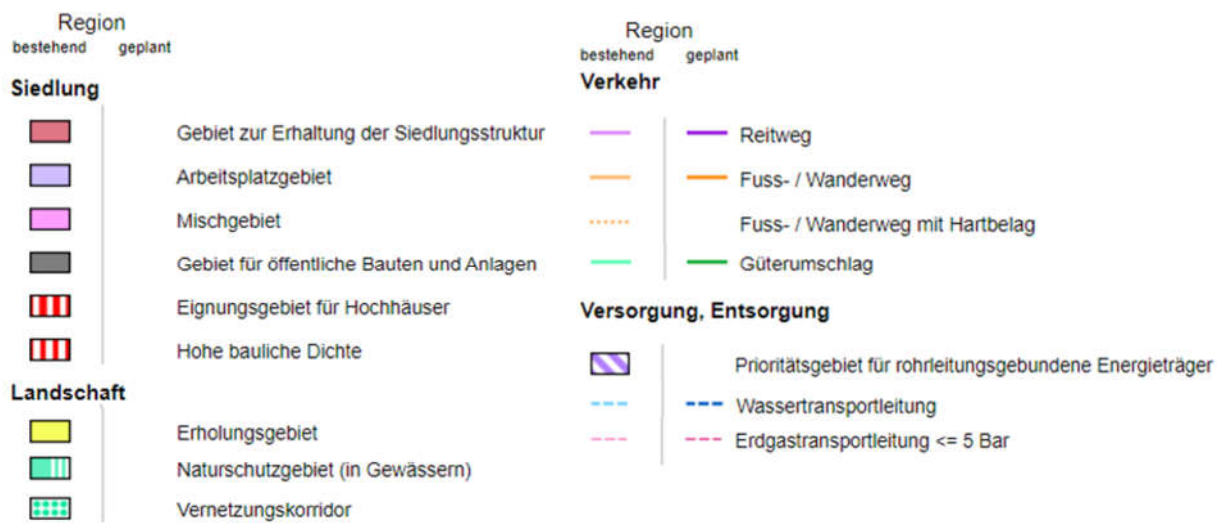 Region
bestehend geplant
Siedlung
Gebiet zur Erhaltung der Siedlungsstruktur
Arbeitsplatzgebiet
Mischgebiet
Gebiet für öffentliche Bauten und Anlagen
Eignungsgebiet für Hochhäuser
Hohe bauliche Dichte
Landschaft
Erholungsgebiet
Naturschutzgebiet (in Gewässern)
Vernetzungskorridor
Region
bestehend geplant
Verkehr
Reitweg
Fuss- / Wanderweg
Fuss- / Wanderweg mit Hartbelag
Güterumschlag
Versorgung, Entsorgung
Prioritätsgebiet für rohrleitungsgebundene Energieträger
Wassertransportleitung
Erdgastransportleitung <= 5 Bar